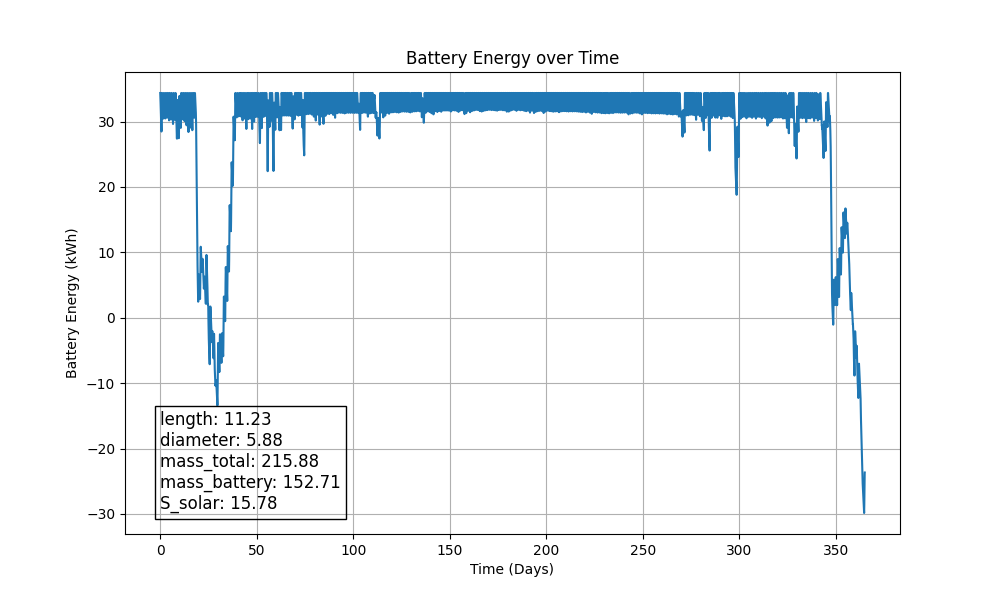 Battery Energy over Time
Battery Energy (kWh)
30
20
10
0
−10
−20
−30
length: 11.23
diameter: 5.88
mass_total: 215.88
mass_battery: 152.71
S_solar: 15.78
0 50 100 150 200 250 300 350
Time (Days)